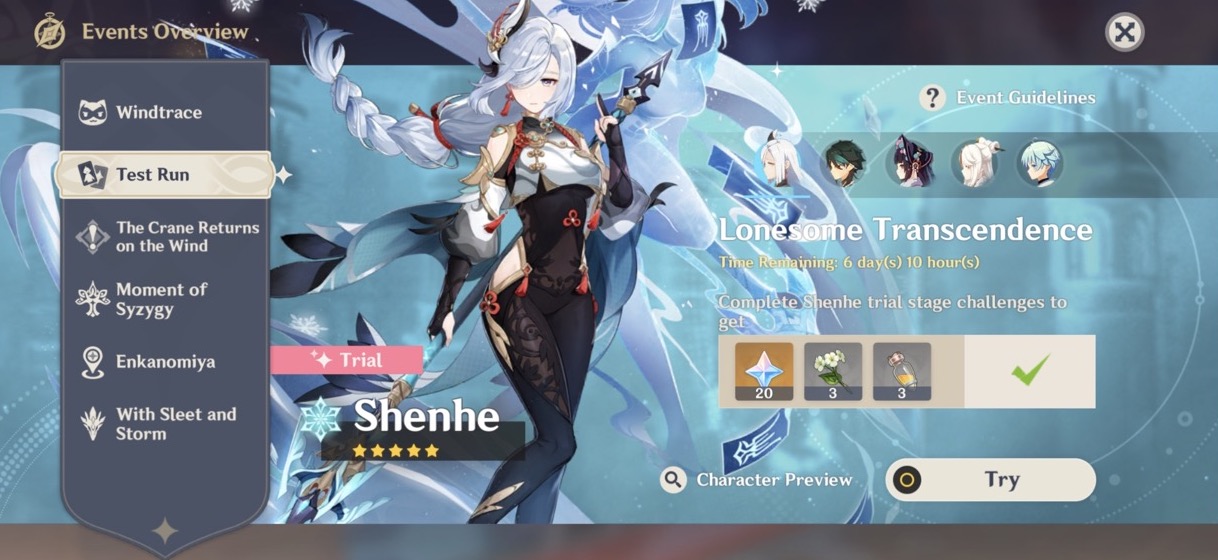 Events Overview
Windtrace
Test Run
The Crane Returns
on the Wind
Moment of
Syzygy
Enkanomiya
With Sleet and
Storm
Trial
Shenhe
? Event Guidelines
Lonesome Transcendence
Time Remaining: 6 day(s) 10 hour(s)
Complete Shenhe trial stage challenges to
get
20
3
3
Character Preview
Try